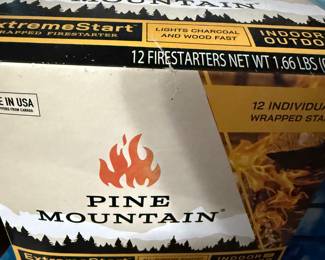 MOUNTAIN
ExtremeStart
WRAPPED FIRESTARTER
LIGHTS CHARCOAL
AND WOOD FAST
INDOOR
OUTDO
12 FIRESTARTERS NET WT 1.66 LBS
E IN USA
12 INDIVIDUA
WRAPPED STA
PINE
MOUNTAIN